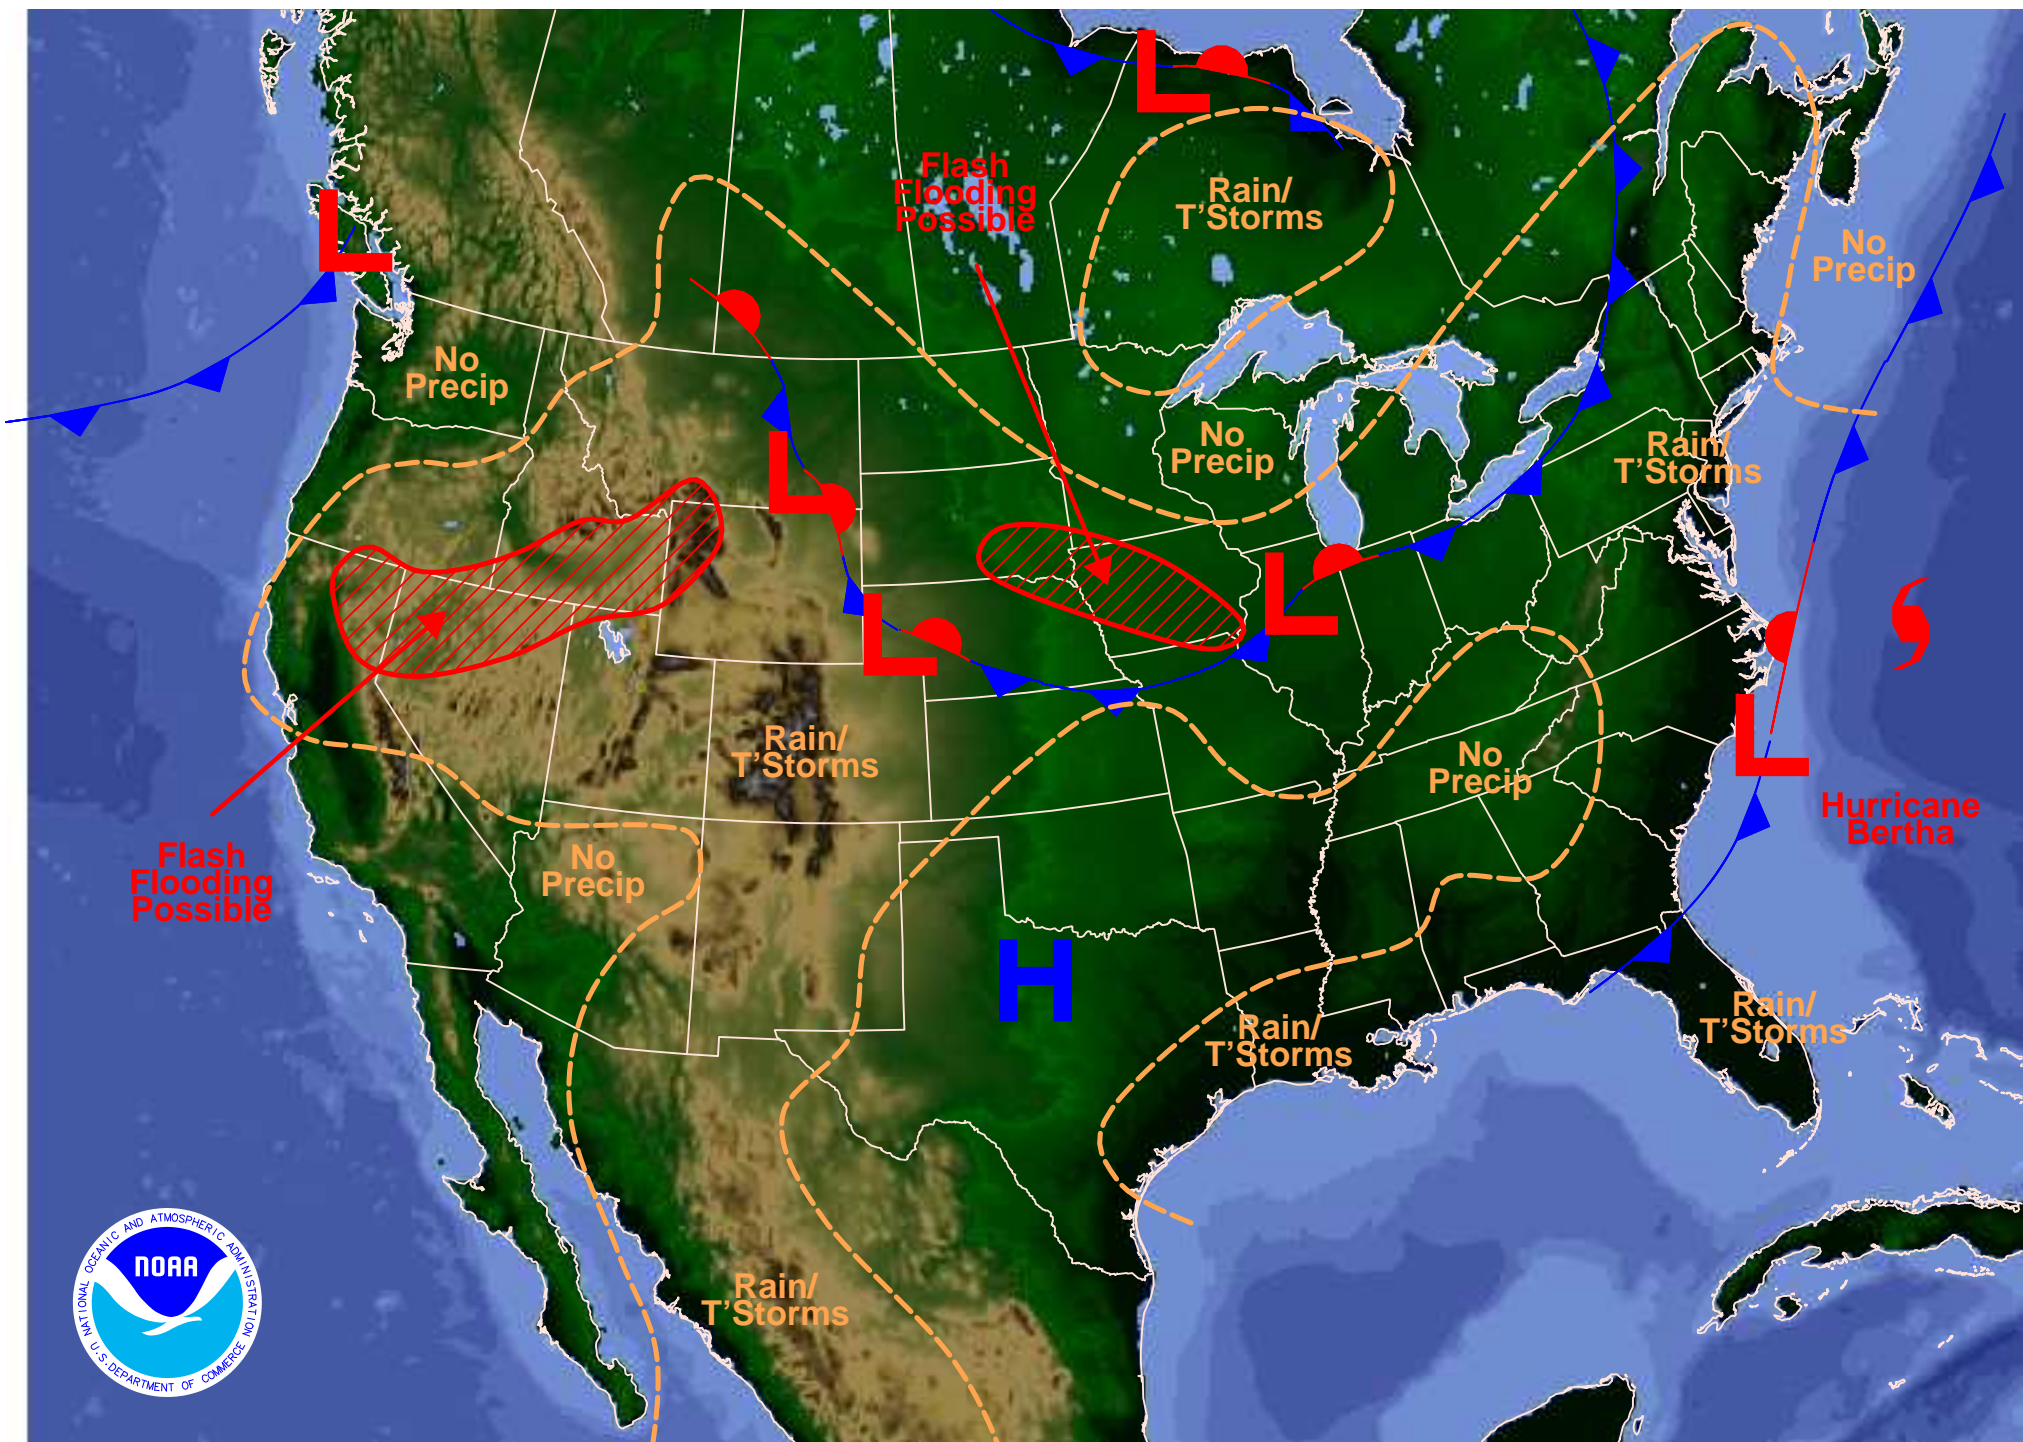 Flash
Flooding
Possible
Rain/
T'Storms
No
Precip
No
Precip
No
Precip
Rain/
T'Storms
Rain/
T'Storms
No
Precip
Hurricane
Bertha
Flash
Flooding
Possible
No
Precip
H
Rain/
T'Storms
Rain/
T'Storms
Rain/
T'Storms
L
L
L
L
L
L
NOAA
NATIONAL OCEANIC AND ATMOSPHERIC ADMINISTRATION
U.S. DEPARTMENT OF COMMERCE